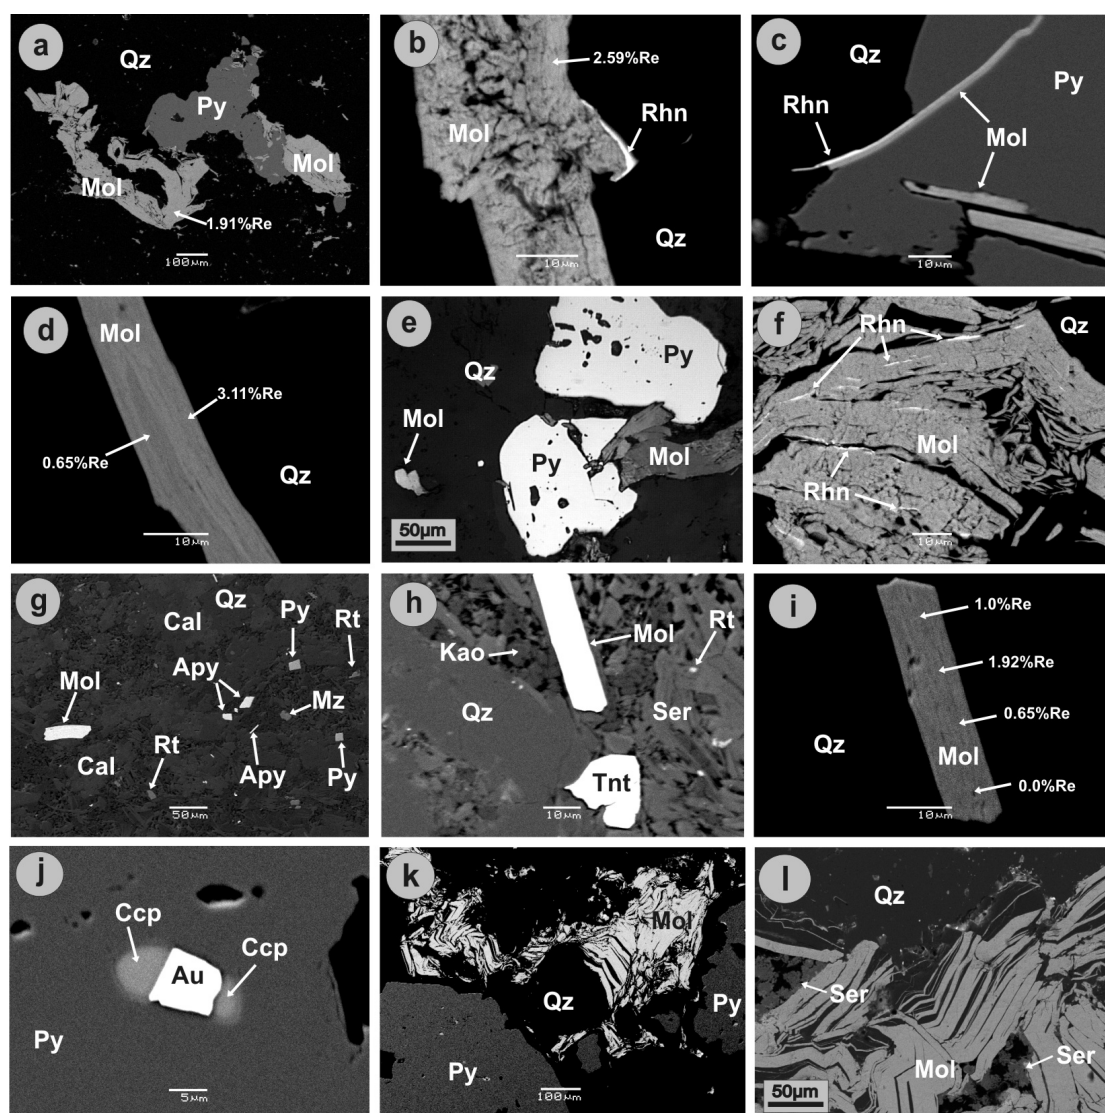 a
Qz
Py
Mol
Mol
1.91%Re
100µm
b
2.59%Re
Mol
Rhn
Qz
10µm
c
Qz
Py
Rhn
Mol
10µm
d
Mol
3.11%Re
0.65%Re
Qz
10µm
e
Py
Qz
Mol
Py
Mol
50µm
f
Rhn
Qz
Mol
Rhn
10µm
g
Qz
Cal
Py
Rt
Apy
Mol
Mz
Cal
Rt
Apy
Py
50µm
h
Mol
Rt
Kao
Qz
Ser
Tnt
10µm
i
1.0%Re
1.92%Re
0.65%Re
Qz
Mol
0.0%Re
10µm
j
Ccp
Ccp
Au
Py
5µm
k
Mol
Qz
Py
Py
100µm
l
Qz
Ser
Mol
Ser
50µm